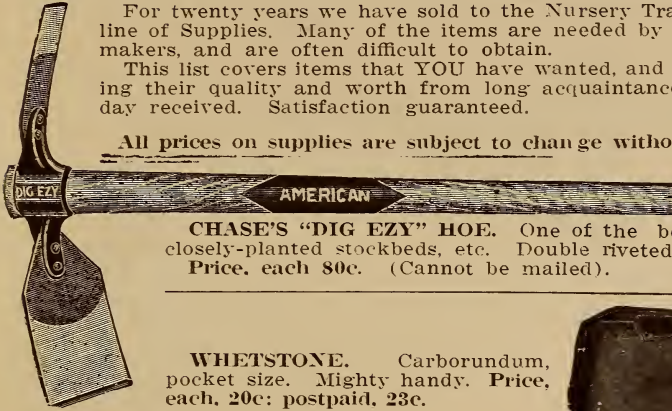 For twenty years we have sold to the Nursery
line of Supplies. Many of the items are needed by
makers, and are often difficult to obtain.
This list covers items that YOU have wanted, and
ing their quality and worth from long acquaintance
day received. Satisfaction guaranteed.
All prices on supplies are subject to change
DIG EZY
AMERICAN
CHASE'S "DIG EZY" HOE. One of the
closely-planted stockbeds, etc. Double riveted
Price, each 80c. (Cannot be mailed).
WHETSTONE. Carborundum,
pocket size. Mighty handy. Price,
each, 20c; postpaid, 23c.